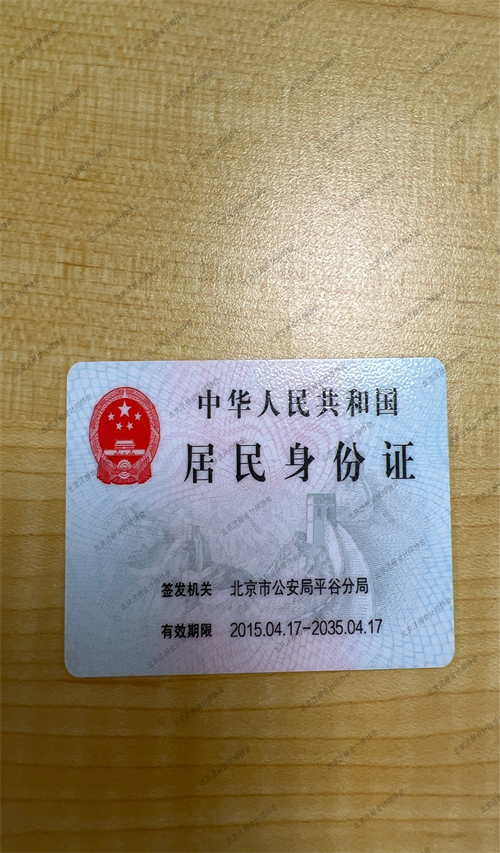 中华人民共和国
居民身份证
签发机关 北京市公安局平谷分局
有效期限 2015.04.17-2035.04.17